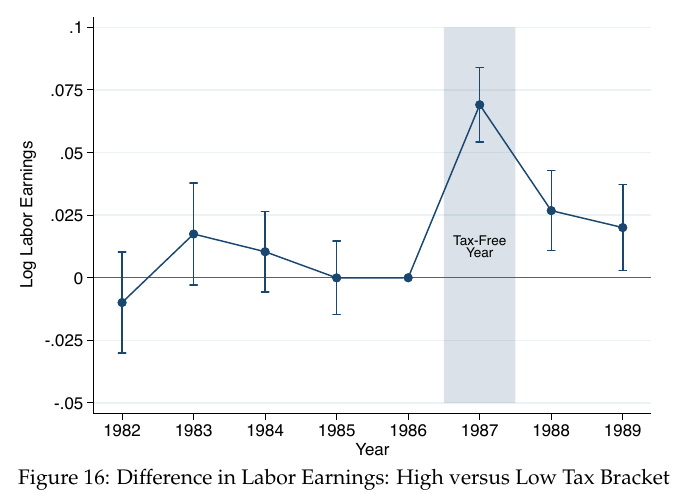 .1
.075
.05
.025
0
-.025
-.05
Log Labor Earnings
Tax-Free
Year
1982 1983 1984 1985 1986 1987 1988 1989
Year
Figure 16: Difference in Labor Earnings: High versus Low Tax Bracket